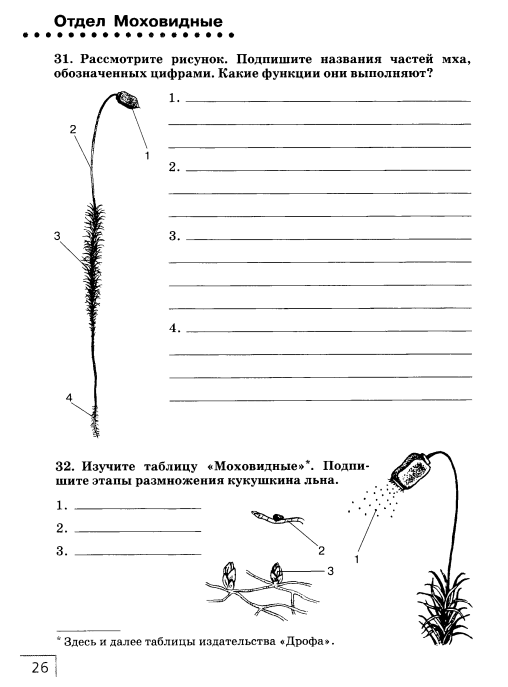 Отдел Моховидные
31. Рассмотрите рисунок. Подпишите названия частей мха,
обозначенных цифрами. Какие функции они выполняют?
1.
2.
3.
4.
1
2
3
4
32. Изучите таблицу «Моховидные»*. Подпи-
шите этапы размножения кукушкина льна.
1.
2.
3.
1
2
3
* Здесь и далее таблицы издательства «Дрофа».
26